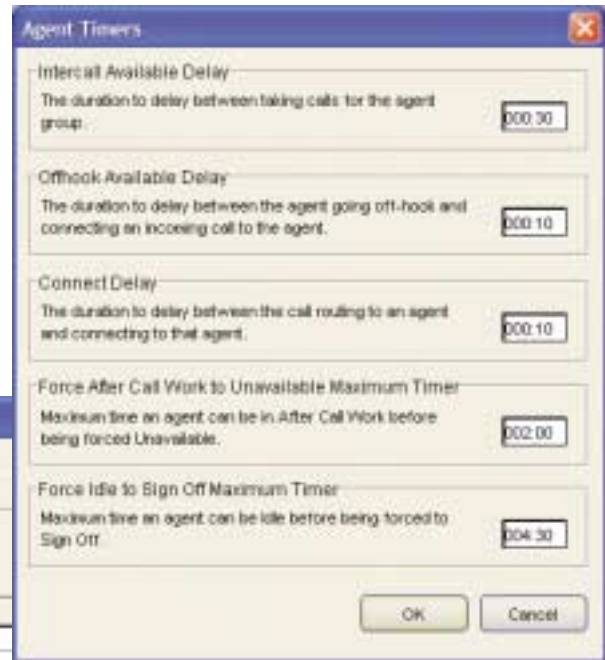 Agent Timers
Intercall Available Delay
The duration to delay between taking calls for the agent
group.
000:30
Offhook Available Delay
The duration to delay between the agent going off-hook and
connecting an incoming call to the agent.
000:10
Connect Delay
The duration to delay between the call routing to an agent
and connecting to that agent.
000:10
Force After Call Work to Unavailable Maximum Timer
Maximum time an agent can be in After Call Work before
being forced Unavailable.
002:00
Force Idle to Sign Off Maximum Timer
Maximum time an agent can be Idle before being forced to
Sign Off
004:30
OK
Cancel